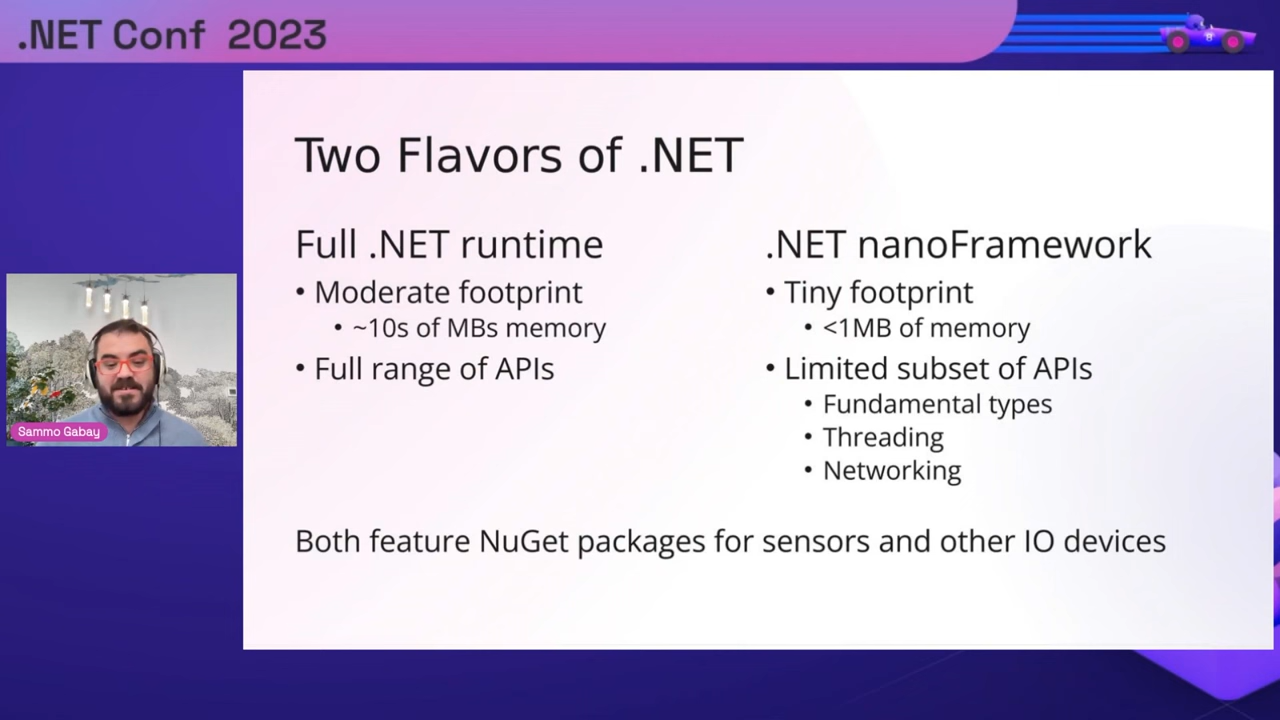 .NET Conf 2023
Two Flavors of .NET
Full .NET runtime
• Moderate footprint
• ~10s of MBs memory
• Full range of APIs
.NET nanoFramework
• Tiny footprint
• <1MB of memory
• Limited subset of APIs
• Fundamental types
• Threading
• Networking
Both feature NuGet packages for sensors and other IO devices
Sammo Gabay